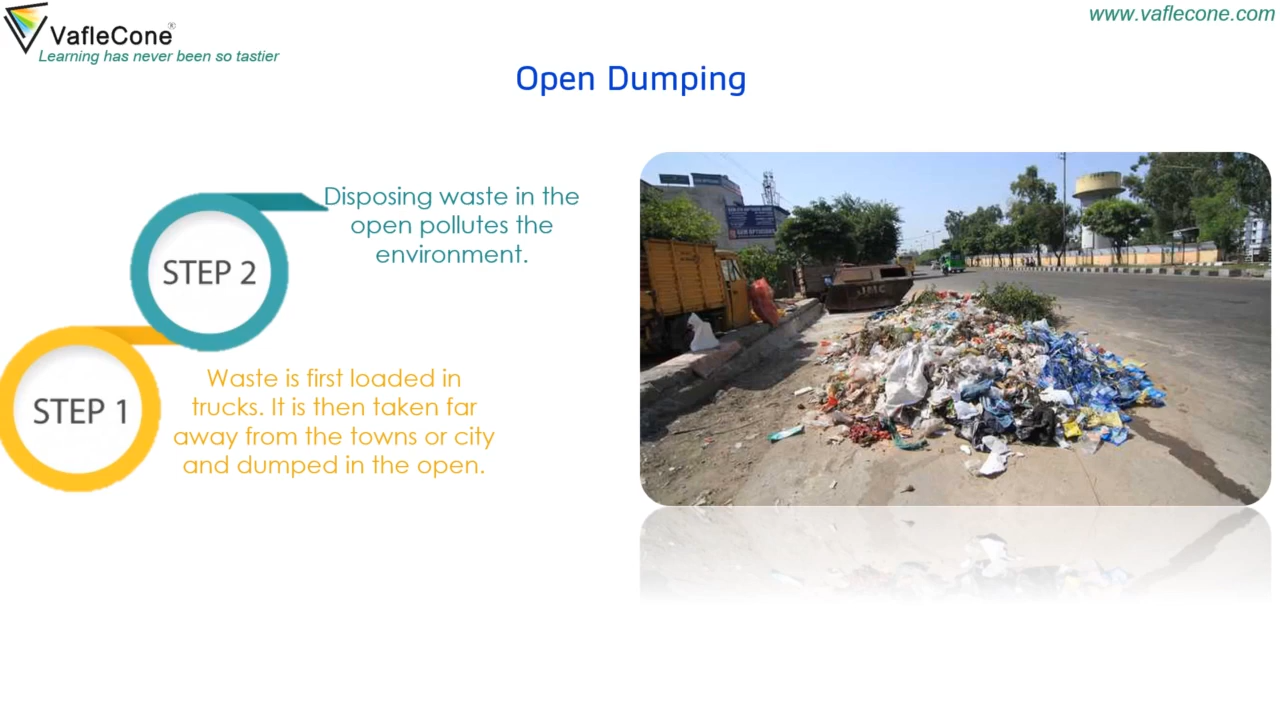 VafleCone®
Learning has never been so tastier
www.vaflecone.com
Open Dumping
STEP 2
Disposing waste in the
open pollutes the
environment.
STEP 1
Waste is first loaded in
trucks. It is then taken far
away from the towns or city
and dumped in the open.